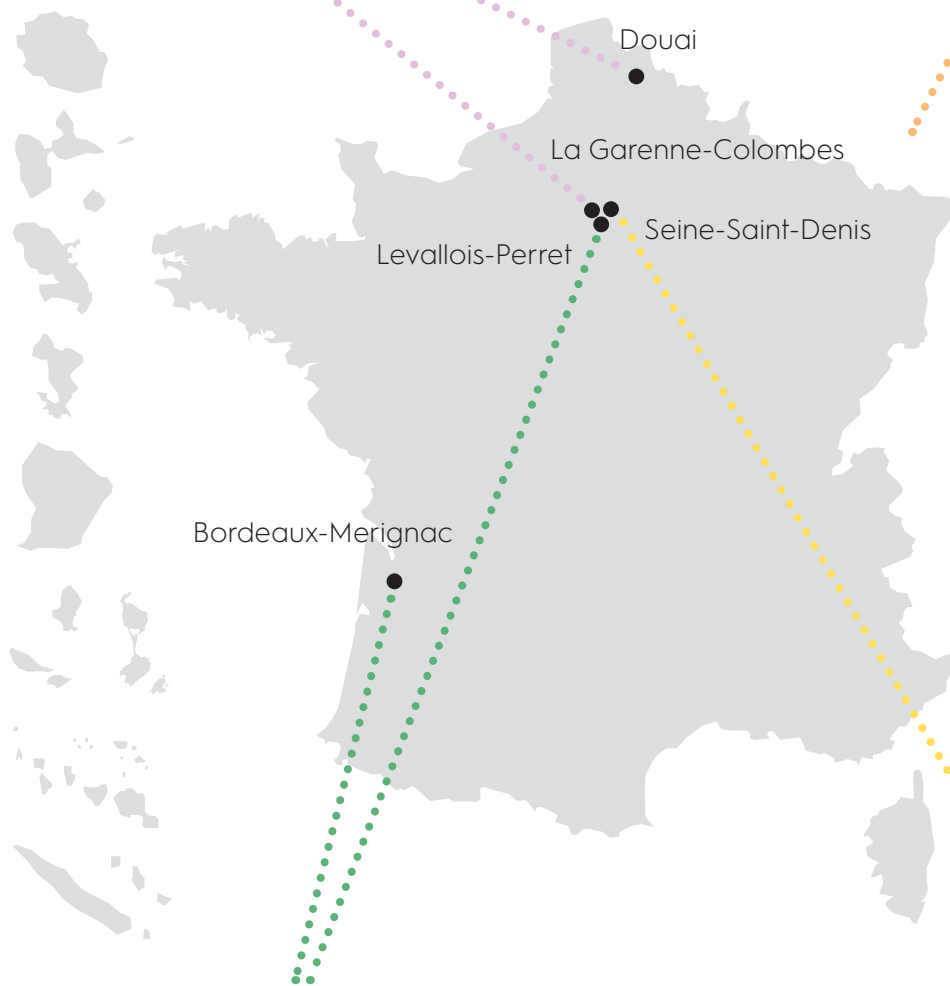 Douai
La Garenne-Colombes
Seine-Saint-Denis
Levallois-Perret
Bordeaux-Merignac